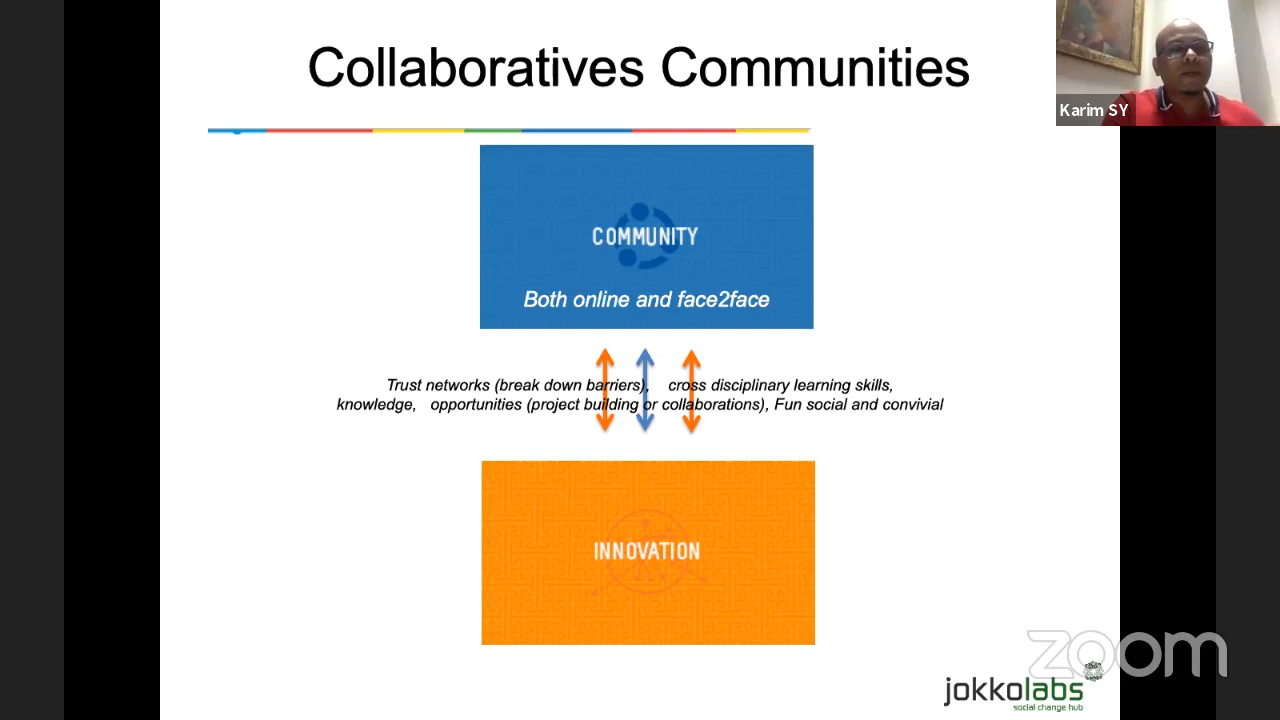 Collaboratives Communities
Karim SY
COMMUNITY
Both online and face2face
Trust networks (break down barriers), cross disciplinary learning skills,
knowledge, opportunities (project building or collaborations), Fun social and convivial
INNOVATION
zoom
jokkolabs
social change hub